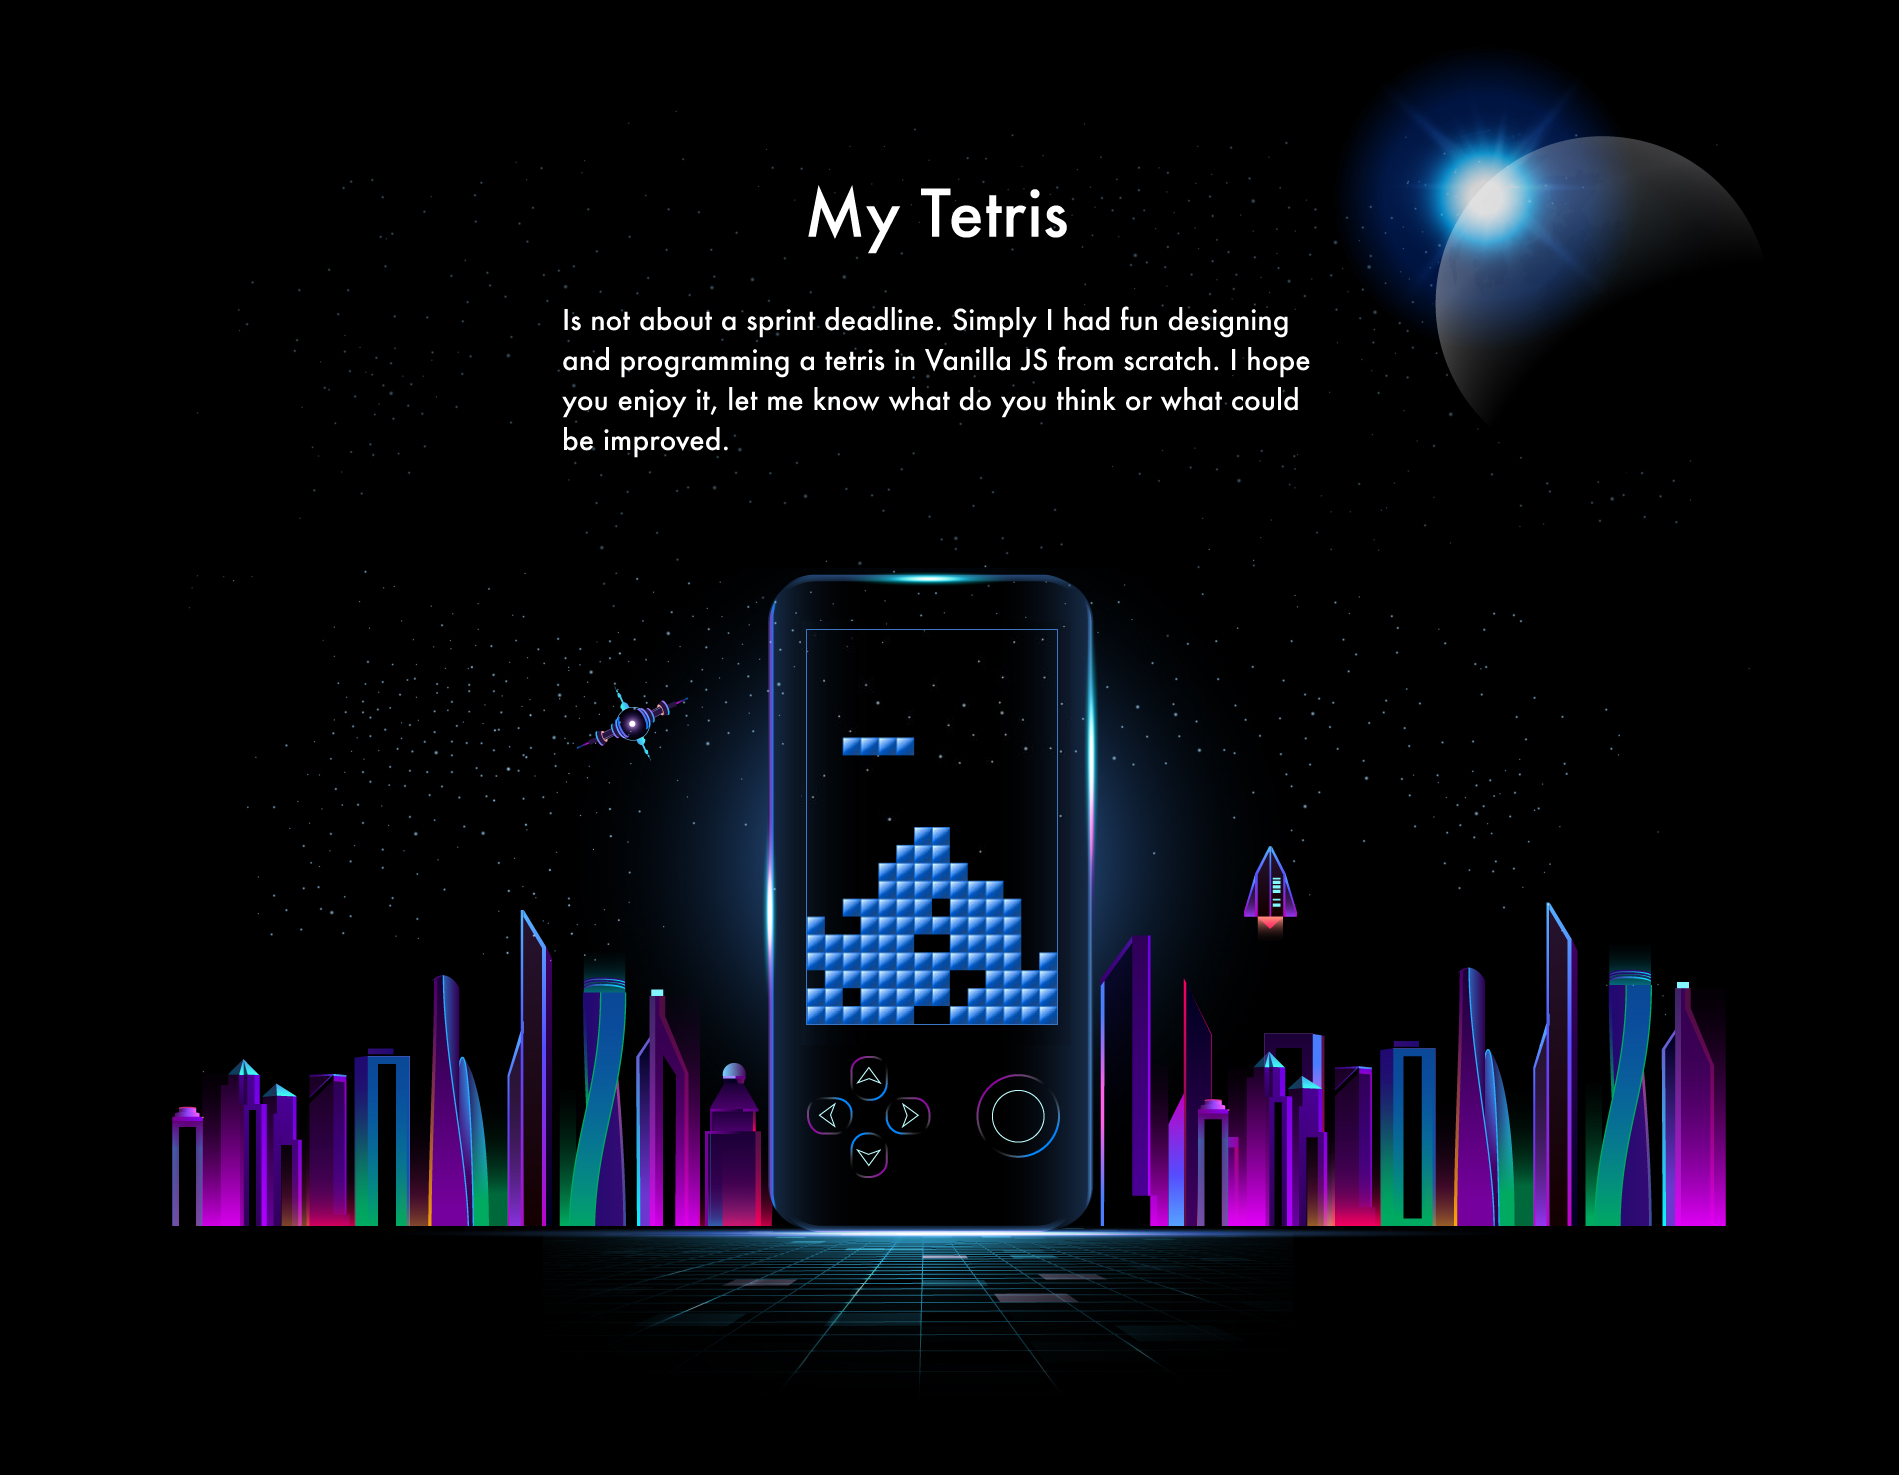 My Tetris
Is not about a sprint deadline. Simply I had fun designing
and programming a tetris in Vanilla JS from scratch. I hope
you enjoy it, let me know what do you think or what could
be improved.